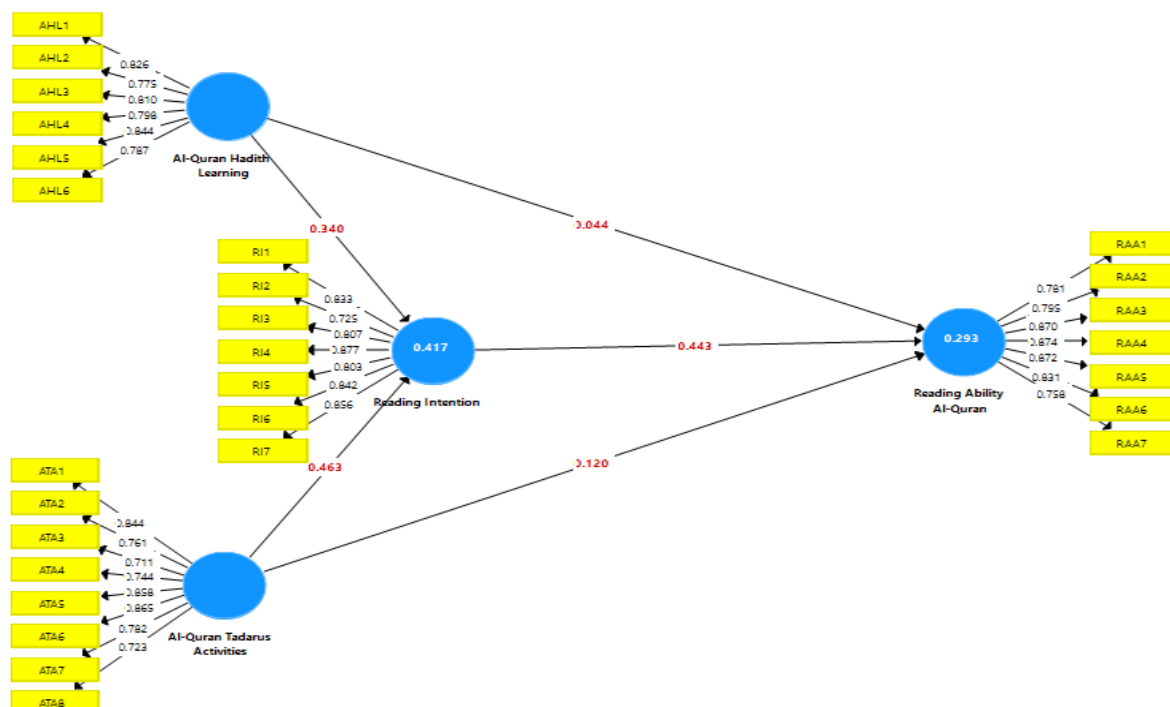 AHL1
AHL2
AHL3
AHL4
AHL5
AHL6
0.826
0.775
0.810
0.798
0.844
0.787
Al-Quran Hadith
Learning
0.340
0.044
RI1
RI2
RI3
RI4
RI5
RI6
RI7
0.833
0.725
0.807
0.877
0.803
0.842
0.856
0.417
Reading Intention
0.443
0.463
0.120
RAA1
RAA2
RAA3
RAA4
RAA5
RAA6
RAA7
0.781
0.795
0.870
0.874
0.872
0.831
0.758
0.293
Reading Ability
Al-Quran
ATA1
ATA2
ATA3
ATA4
ATA5
ATA6
ATA7
ATA8
0.844
0.761
0.711
0.744
0.858
0.865
0.782
0.723
Al-Quran Tadarus
Activities